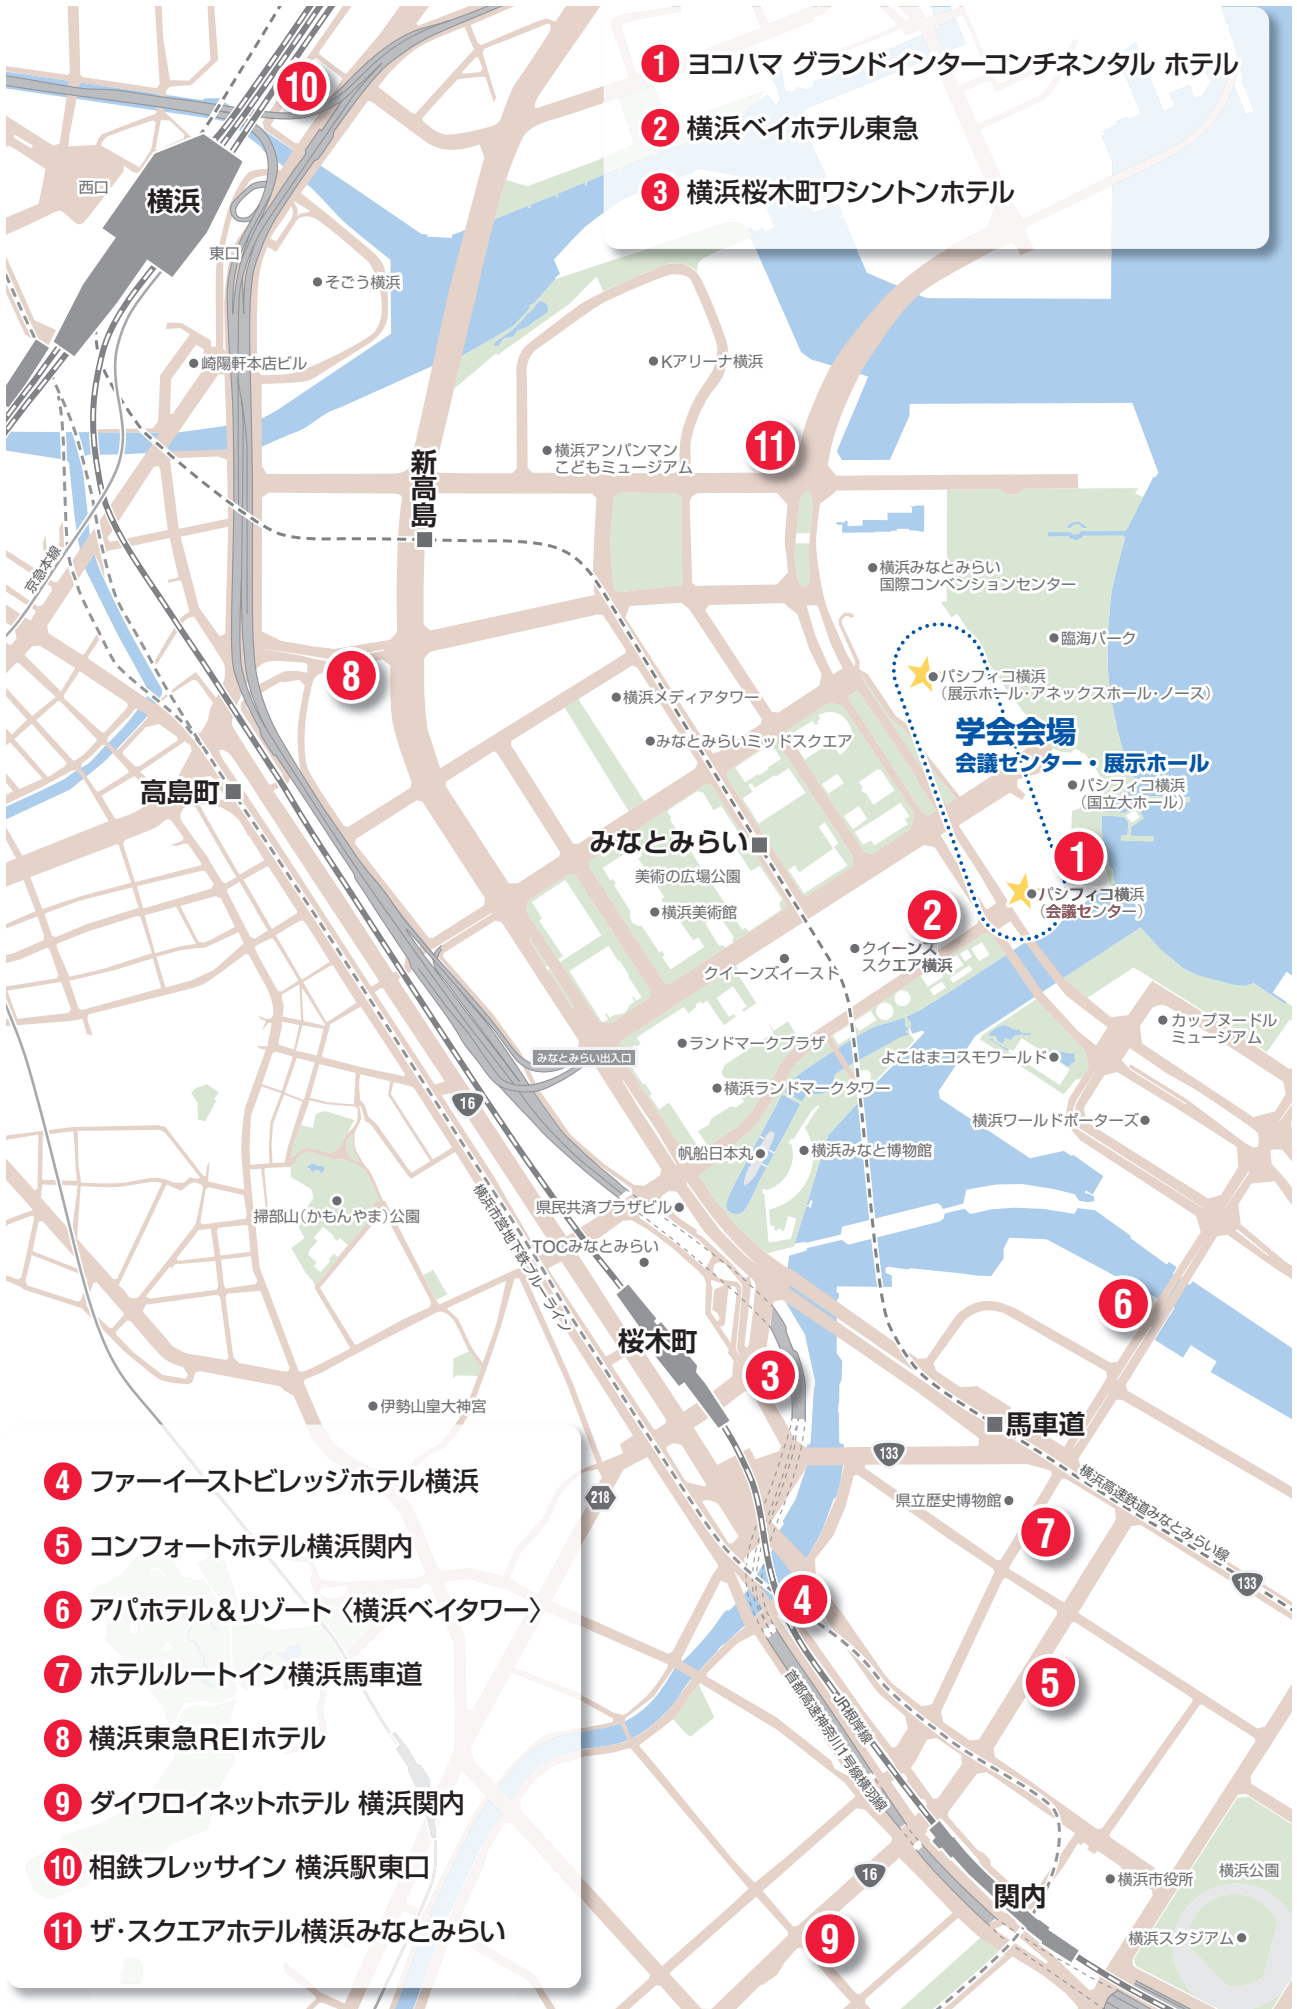 1 ヨコハマ グランドインターコンチネンタル ホテル
2 横浜ベイホテル東急
3 横浜桜木町ワシントンホテル
10
西口
横浜
東口
そごう横浜
崎陽軒本店ビル
Kアリーナ横浜
11
横浜アンパンマン
こどもミュージアム
新高島
京急本線
横浜みなとみらい
国際コンベンションセンター
臨海パーク
8
パシフィコ横浜
(展示ホール・アネックスホール・ノース)
横浜メディアタワー
学会会場
みなとみらいミッドスクエア
会議センター・展示ホール
パシフィコ横浜
(国立大ホール)
高島町
みなとみらい
1
美術の広場公園
パシフィコ横浜
(会議センター)
横浜美術館
2
クイーンズ
スクエア横浜
クイーンズイースト
カップヌードル
ミュージアム
ランドマークプラザ
よこはまコスモワールド
みなとみらい出入口
横浜ランドマークタワー
16
横浜ワールドポーターズ
帆船日本丸
横浜みなと博物館
掃部山(かもんやま)公園
横浜市営地下鉄ブルーライン
県民共済プラザビル
TOCみなとみらい
6
桜木町
3
伊勢山皇大神宮
馬車道
133
横浜高速鉄道みなとみらい線
218
県立歴史博物館
7
133
4
5
首都高速神奈川1号線横羽線
JR根岸線
16
関内
横浜市役所
横浜公園
9
横浜スタジアム
4 ファーイーストビレッジホテル横浜
5 コンフォートホテル横浜関内
6 アパホテル&リゾート〈横浜ベイタワー〉
7 ホテルルートイン横浜馬車道
8 横浜東急REIホテル
9 ダイワロイネットホテル 横浜関内
10 相鉄フレッサイン 横浜駅東口
11 ザ・スクエアホテル横浜みなとみらい